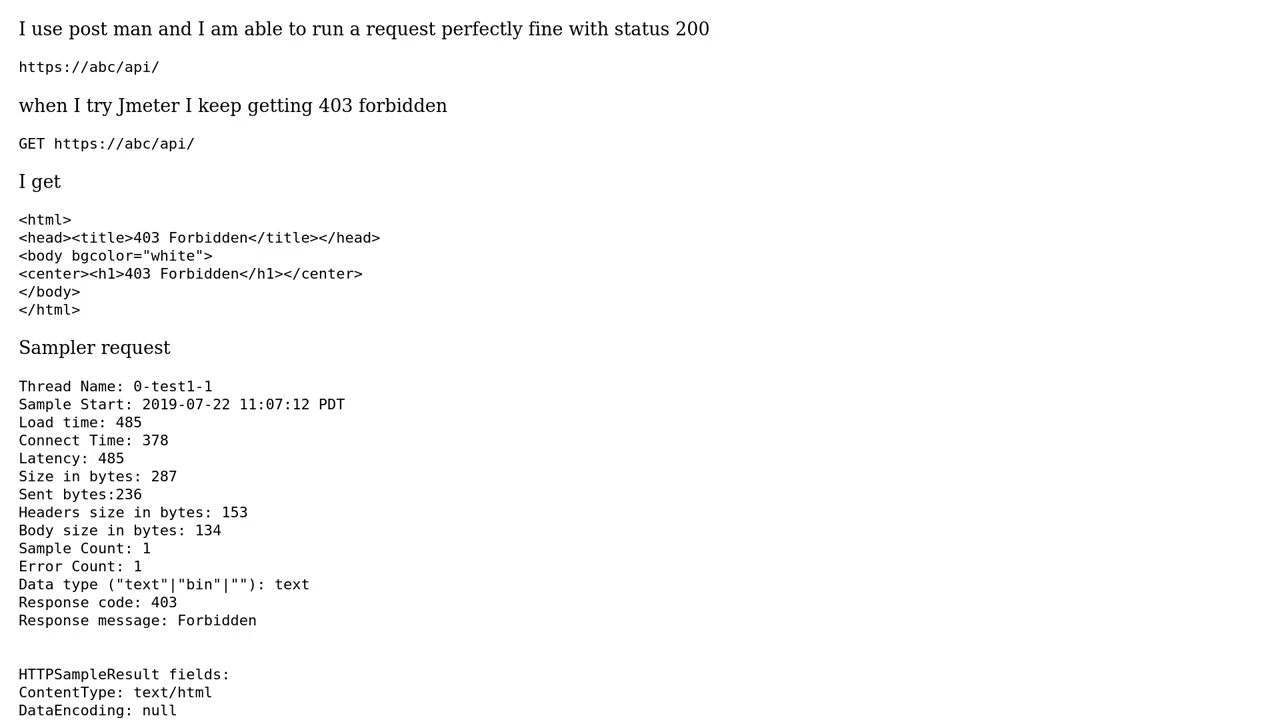 I use post man and I am able to run a request perfectly fine with status 200
https://abc/api/
when I try Jmeter I keep getting 403 forbidden
GET https://abc/api/
I get
<html>
<head><title>403 Forbidden</title></head>
<body bgcolor="white">
<center><h1>403 Forbidden</h1></center>
</body>
</html>
Sampler request
Thread Name: 0-test1-1
Sample Start: 2019-07-22 11:07:12 PDT
Load time: 485
Connect Time: 378
Latency: 485
Size in bytes: 287
Sent bytes:236
Headers size in bytes: 153
Body size in bytes: 134
Sample Count: 1
Error Count: 1
Data type ("text"|"bin"|""): text
Response code: 403
Response message: Forbidden
HTTPSampleResult fields:
ContentType: text/html
DataEncoding: null